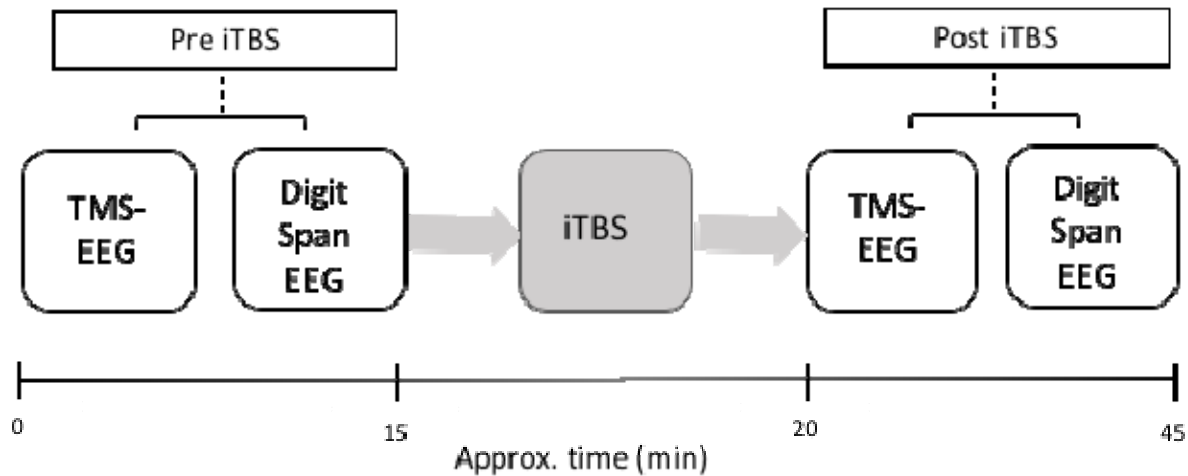 Pre iTBS
Post iTBS
TMS-
EEG
Digit
Span
EEG
iTBS
TMS-
EEG
Digit
Span
EEG
0
15
20
45
Approx. time (min)